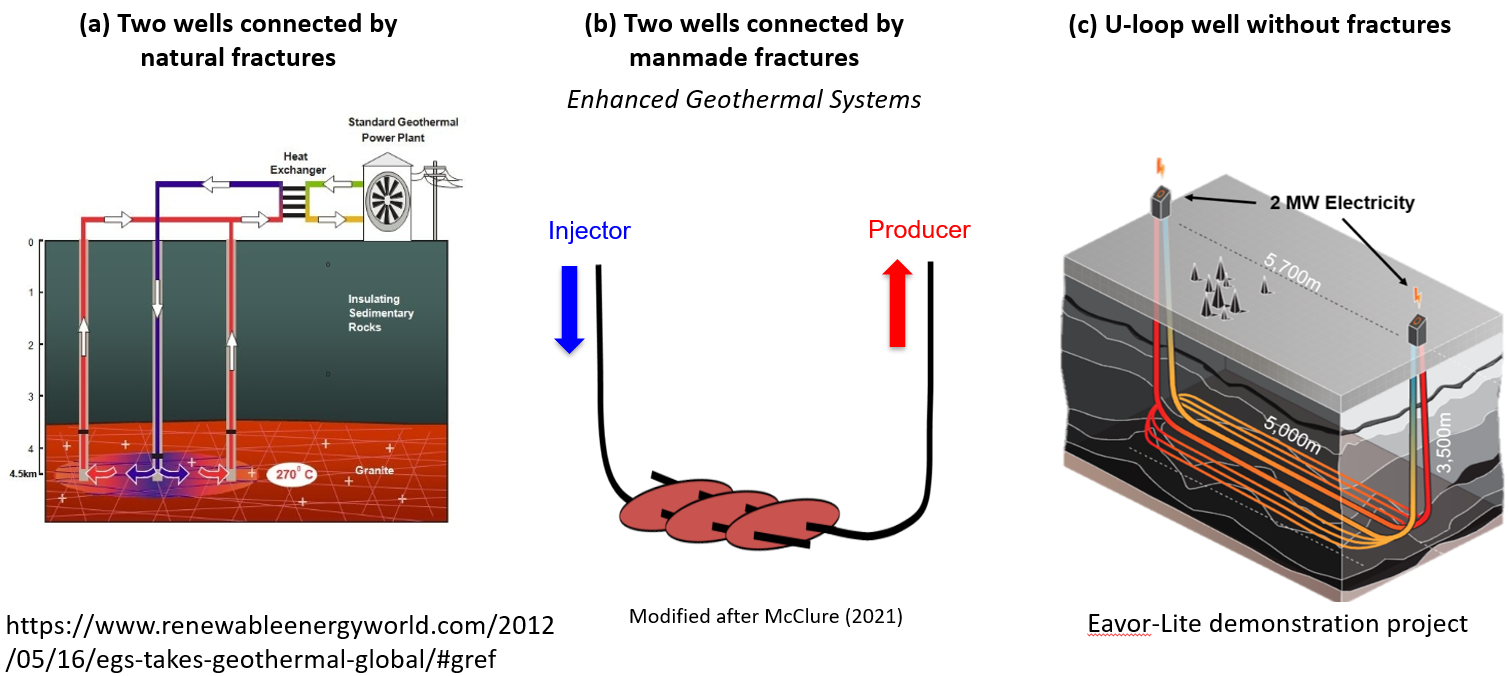 (a) Two wells connected by
natural fractures
Standard Geothermal
Power Plant
Heat
Exchanger
0
1
2
3
4
4.5km
Insulating
Sedimentary
Rocks
270° C
Granite
https://www.renewableenergyworld.com/2012
/05/16/egs-takes-geothermal-global/#gref
(b) Two wells connected by
manmade fractures
Enhanced Geothermal Systems
Injector
Producer
Modified after McClure (2021)
(c) U-loop well without fractures
2 MW Electricity
5,700m
5,000m
3,500m
Eavor-Lite demonstration project